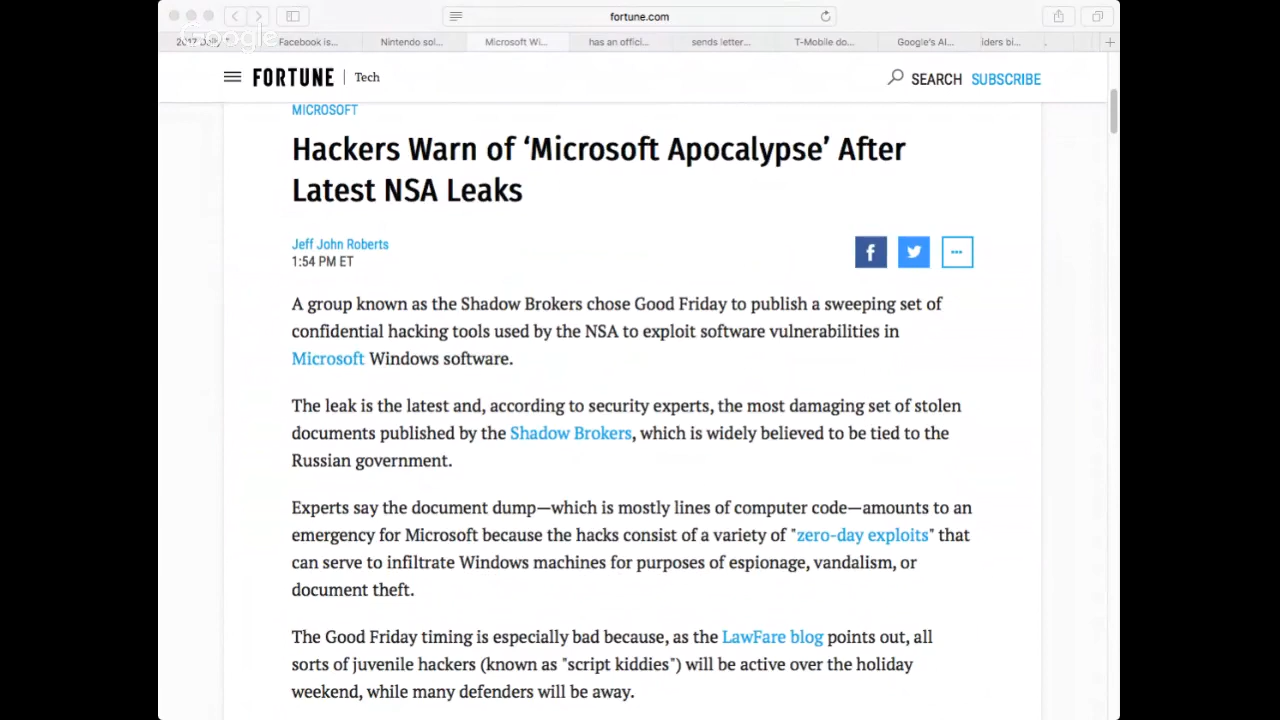 fortune.com
Google
Facebook is...
Nintendo sol...
Microsoft Wi...
has an offici...
sends letter...
T-Mobile do...
Google's AI...
iders bi...
FORTUNE | Tech
SEARCH SUBSCRIBE
MICROSOFT
Hackers Warn of ‘Microsoft Apocalypse’ After
Latest NSA Leaks
Jeff John Roberts
1:54 PM ET
A group known as the Shadow Brokers chose Good Friday to publish a sweeping set of
confidential hacking tools used by the NSA to exploit software vulnerabilities in
Microsoft Windows software.
The leak is the latest and, according to security experts, the most damaging set of stolen
documents published by the Shadow Brokers, which is widely believed to be tied to the
Russian government.
Experts say the document dump—which is mostly lines of computer code—amounts to an
emergency for Microsoft because the hacks consist of a variety of "zero-day exploits" that
can serve to infiltrate Windows machines for purposes of espionage, vandalism, or
document theft.
The Good Friday timing is especially bad because, as the LawFare blog points out, all
sorts of juvenile hackers (known as "script kiddies") will be active over the holiday
weekend, while many defenders will be away.